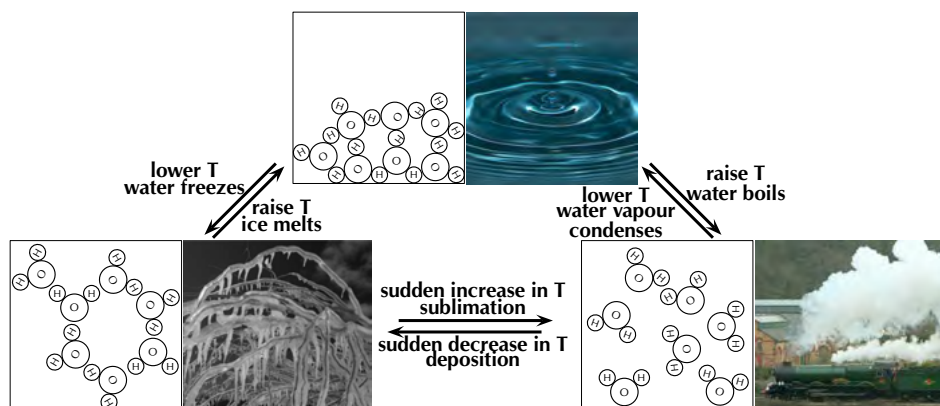 H H
H O H
O O
H H H
H H
H O O O
H O H H H
lower T
water freezes
raise T
ice melts
raise T
water boils
lower T
water vapour
condenses
H H
O O
H H H H
O O H
H H
O O
H H H H
O
H
sudden increase in T
sublimation
sudden decrease in T
deposition
H
O H
H H O
H O H
H O
H H H
O
H H H
H H
O O H